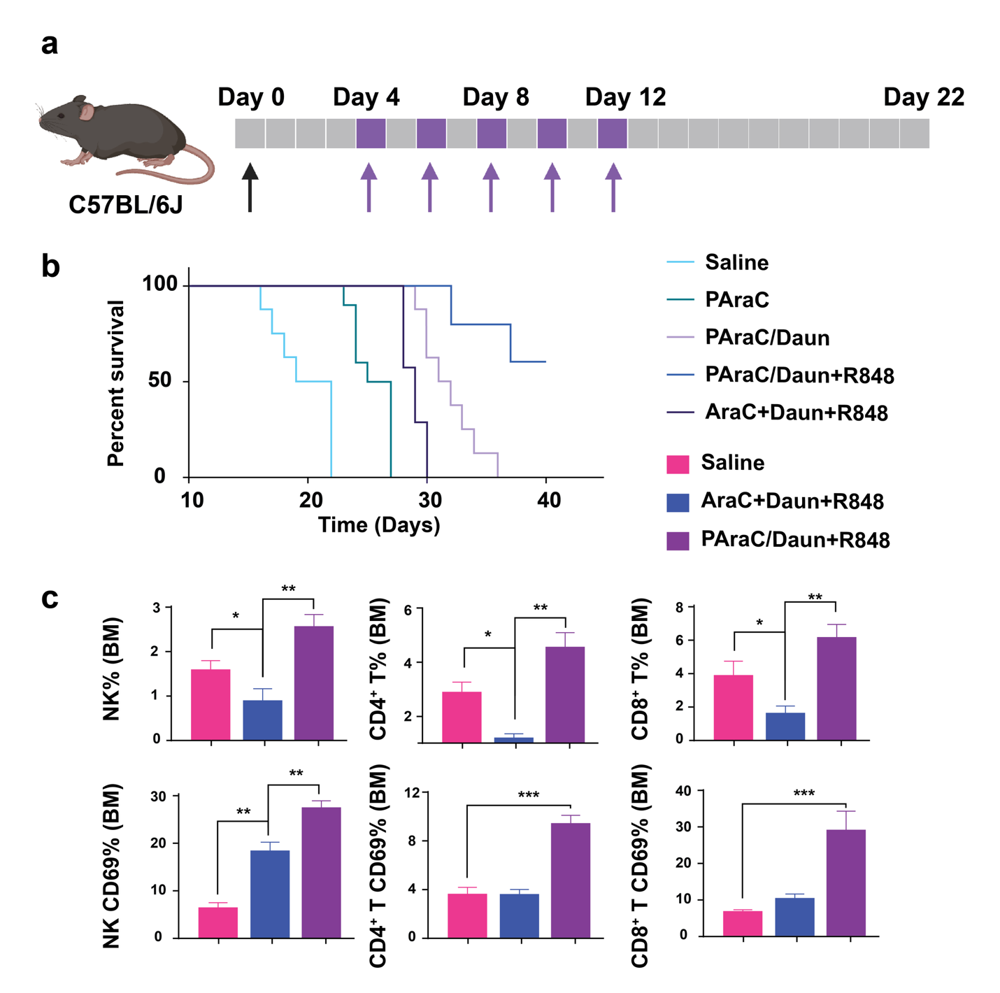 a
Day 0 Day 4 Day 8 Day 12 Day 22
C57BL/6J
b
Percent survival
100
50
0
10 20 30 40
Time (Days)
Saline
PAraC
PAraC/Daun
PAraC/Daun+R848
AraC+Daun+R848
Saline
AraC+Daun+R848
PAraC/Daun+R848
c
NK% (BM)
3
2
1
0
*
**
CD4⁺ T% (BM)
6
4
2
*
**
CD8⁺ T% (BM)
8
6
4
2
0
*
**
NK CD69% (BM)
30
20
10
0
**
**
CD4⁺ T CD69% (BM)
12
8
4
0
***
CD8⁺ T CD69% (BM)
40
30
20
10
0
***